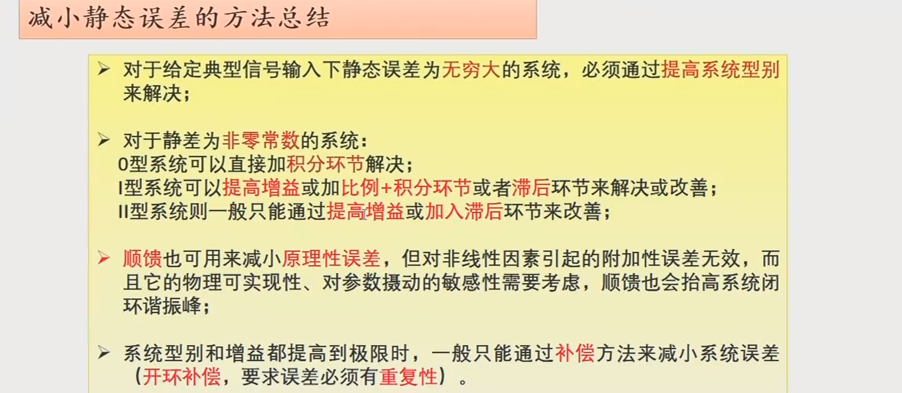 减小静态误差的方法总结
➢ 对于给定典型信号输入下静态误差为无穷大的系统，必须通过提高系统型别
来解决；
➢ 对于静差为非零常数的系统：
0型系统可以直接加积分环节解决；
I型系统可以提高增益或加比例+积分环节或者滞后环节来解决或改善；
II型系统则一般只能通过提高增益或加入滞后环节来改善；
➢ 顺馈也可用来减小原理性误差，但对非线性因素引起的附加性误差无效，而
且它的物理可实现性、对参数摄动的敏感性需要考虑，顺馈也会抬高系统闭
环谐振峰；
➢ 系统型别和增益都提高到极限时，一般只能通过补偿方法来减小系统误差
（开环补偿，要求误差必须有重复性）。